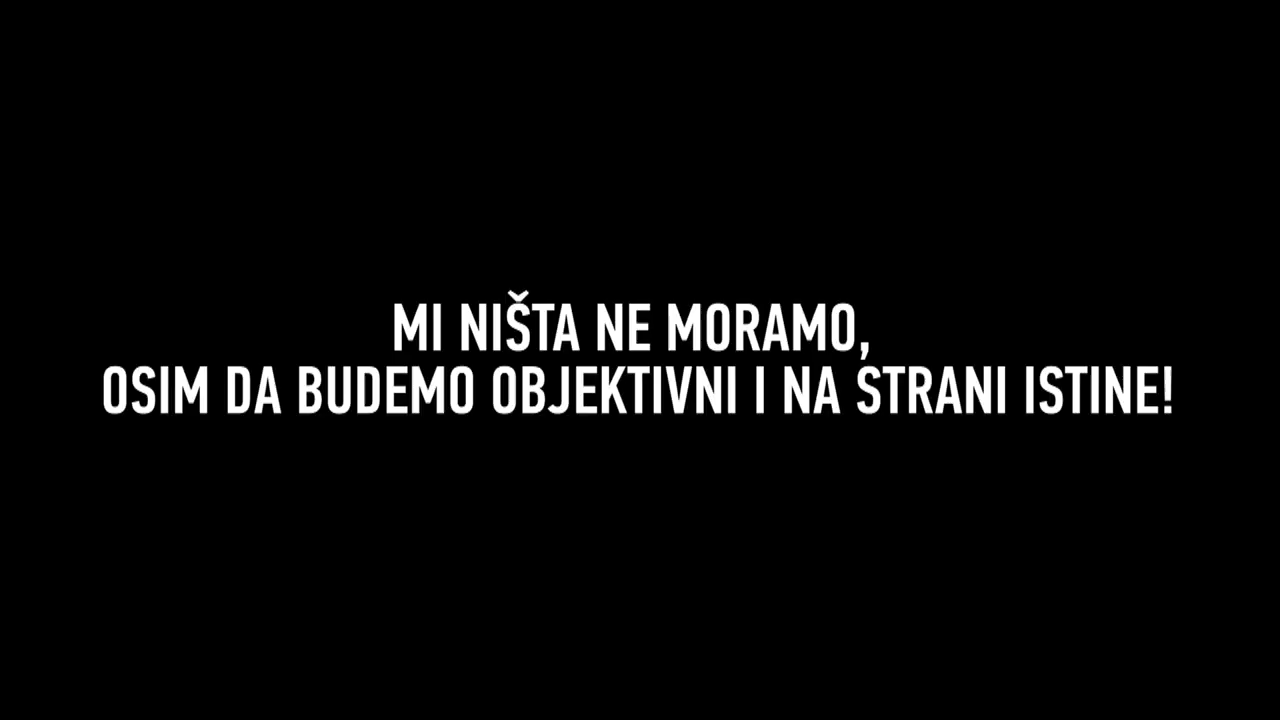 MI NIŠTA NE MORAMO,
OSIM DA BUDEMO OBJEKTIVNI I NA STRANI ISTINE!